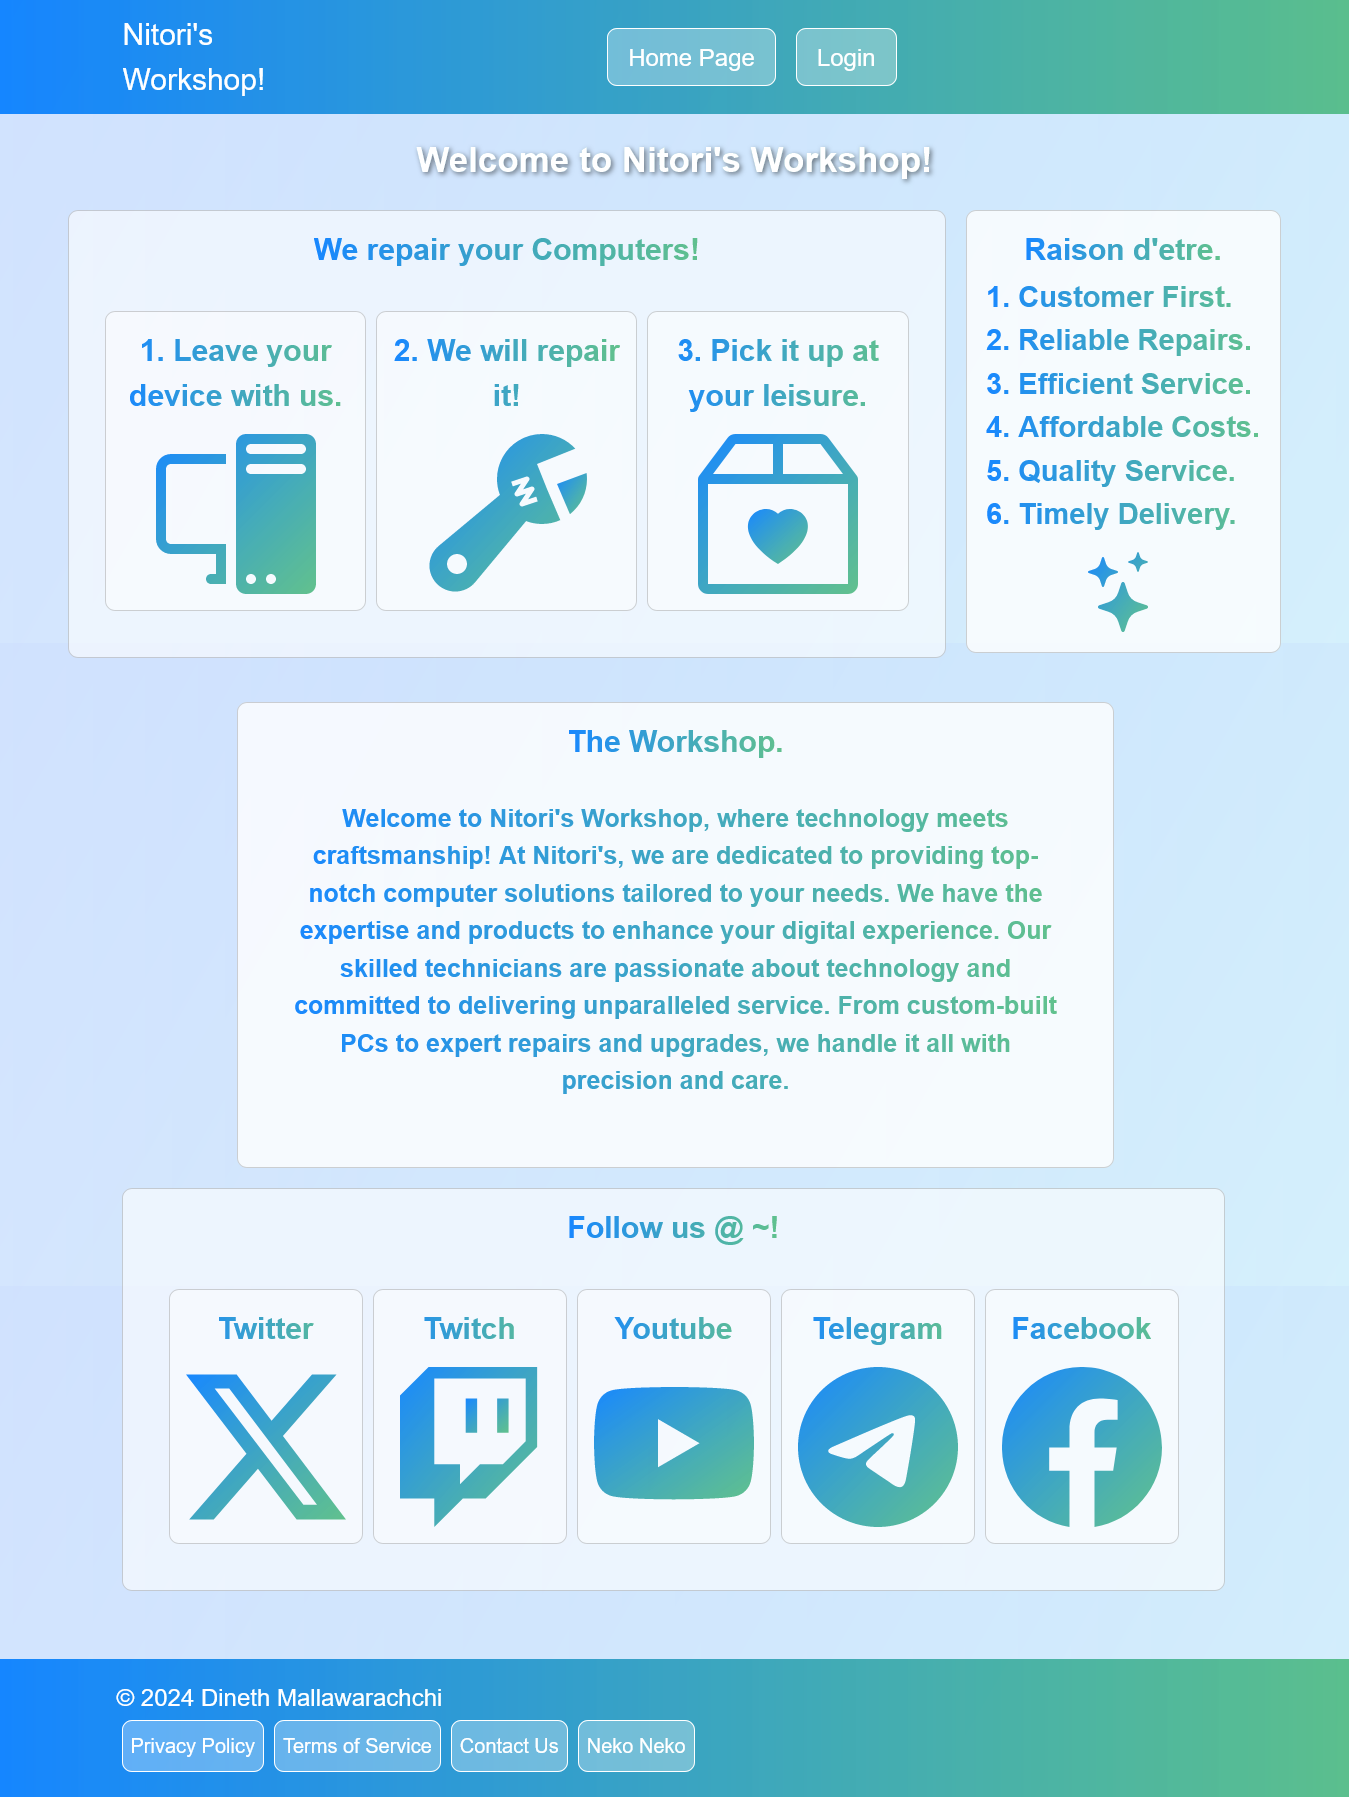 Nitori's
Workshop!
Home Page
Login
Welcome to Nitori's Workshop!
We repair your Computers!
1. Leave your
device with us.
2. We will repair
it!
3. Pick it up at
your leisure.
Raison d'etre.
1. Customer First.
2. Reliable Repairs.
3. Efficient Service.
4. Affordable Costs.
5. Quality Service.
6. Timely Delivery.
The Workshop.
Welcome to Nitori's Workshop, where technology meets
craftsmanship! At Nitori's, we are dedicated to providing top-
notch computer solutions tailored to your needs. We have the
expertise and products to enhance your digital experience. Our
skilled technicians are passionate about technology and
committed to delivering unparalleled service. From custom-built
PCs to expert repairs and upgrades, we handle it all with
precision and care.
Follow us @ ~!
Twitter
Twitch
Youtube
Telegram
Facebook
© 2024 Dineth Mallawarachchi
Privacy Policy
Terms of Service
Contact Us
Neko Neko